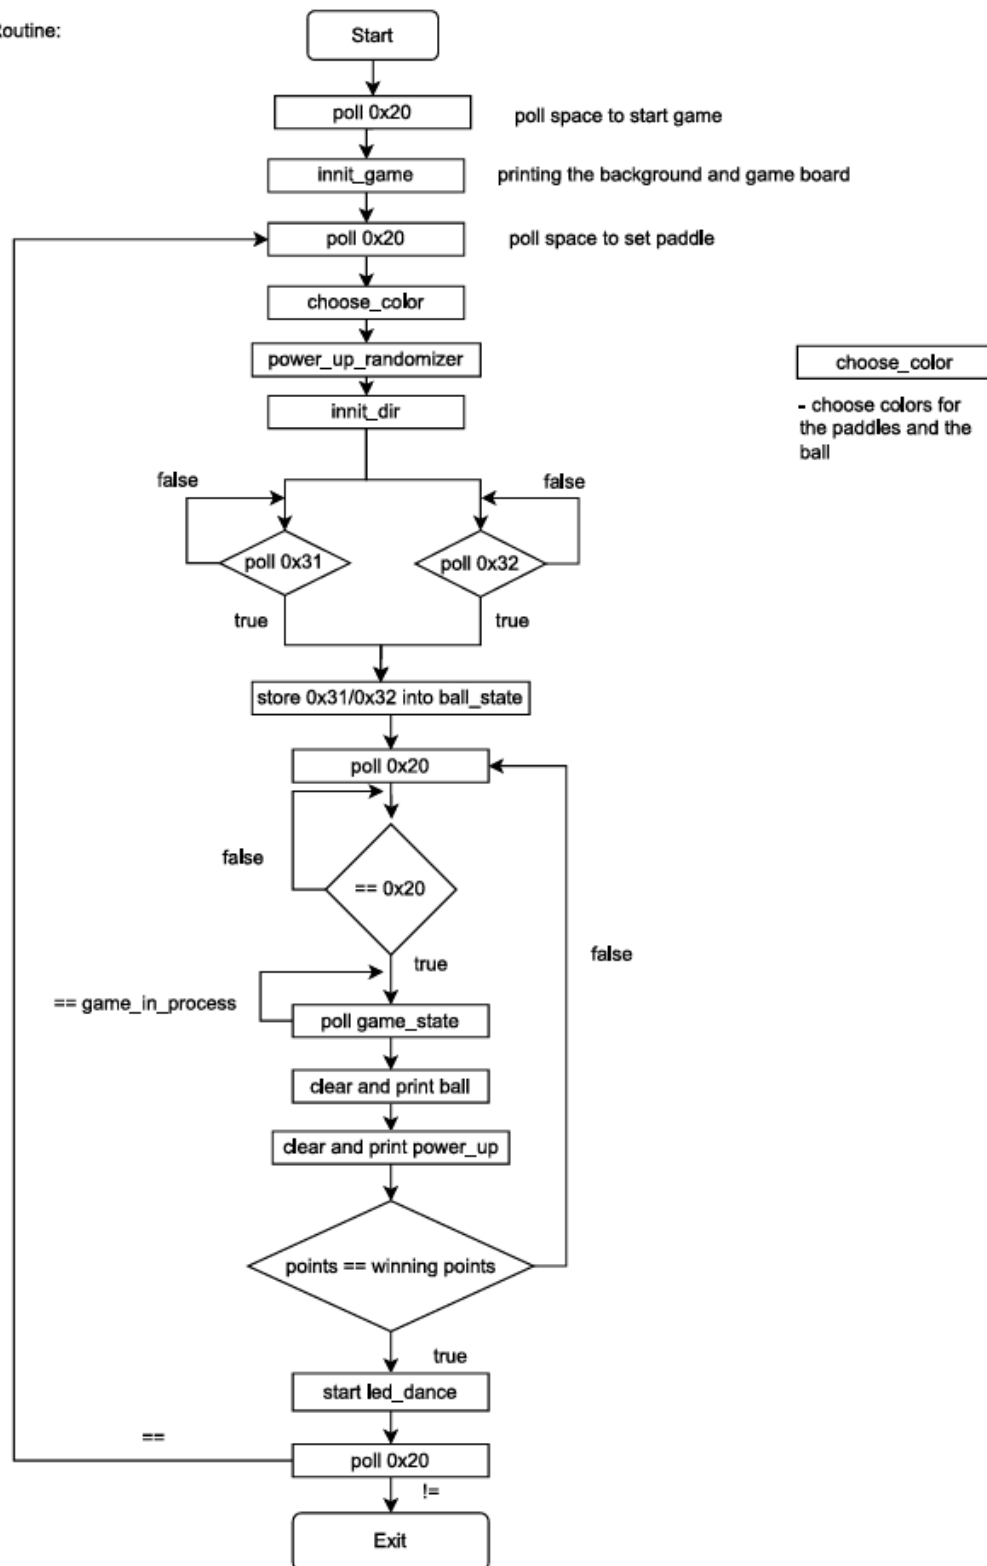 Routine:
Start
poll 0x20
poll space to start game
innit_game
printing the background and game board
poll 0x20
poll space to set paddle
choose_color
power_up_randomizer
choose_color
innit_dir
- choose colors for
the paddles and the
ball
false
false
poll 0x31
poll 0x32
true
true
store 0x31/0x32 into ball_state
poll 0x20
false
== 0x20
false
true
== game_in_process
poll game_state
clear and print ball
clear and print power_up
points == winning points
true
start led_dance
==
poll 0x20
!=
Exit